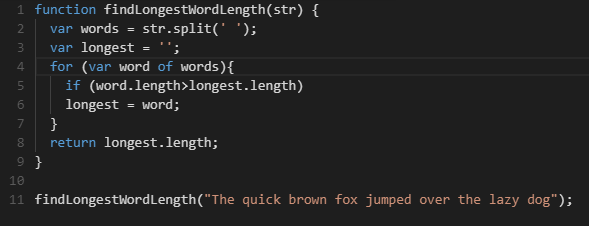 1 function findLongestWordLength(str) {
2   var words = str.split(' ');
3   var longest = '';
4   for (var word of words){
5     if (word.length>longest.length)
6     longest = word;
7   }
8   return longest.length;
9 }
10
11 findLongestWordLength("The quick brown fox jumped over the lazy dog");